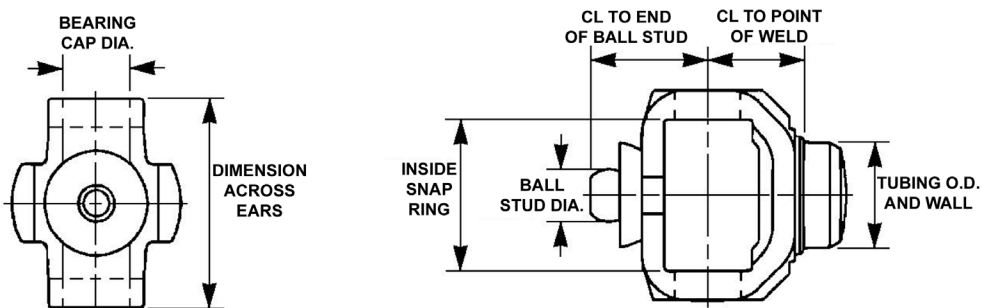 BEARING
CAP DIA.
DIMENSION
ACROSS
EARS
CL TO END
OF BALL STUD
CL TO POINT
OF WELD
INSIDE
SNAP
RING
BALL
STUD DIA.
TUBING O.D.
AND WALL